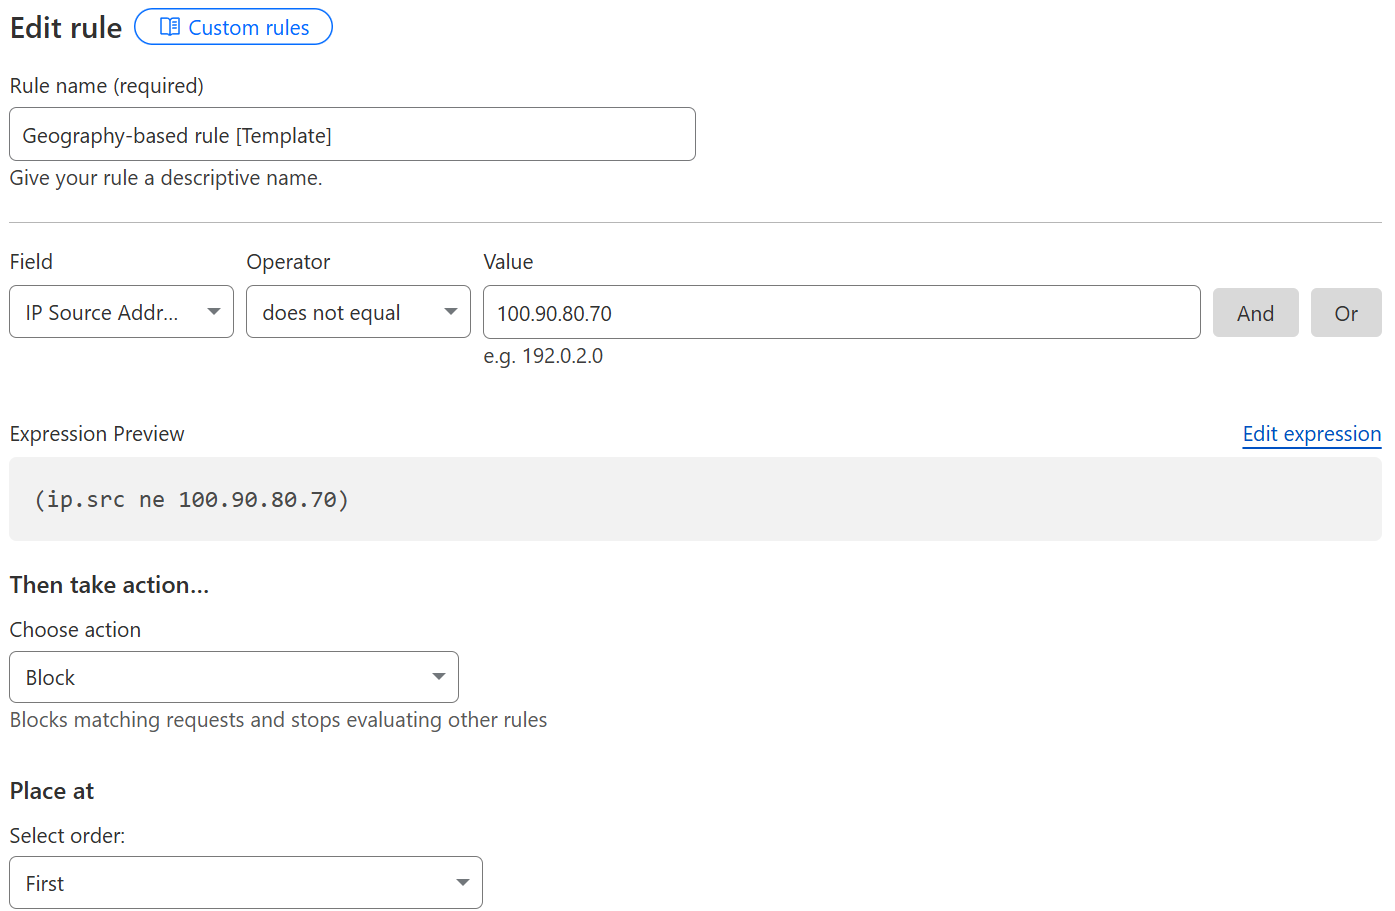 Edit rule
Custom rules
Rule name (required)
Geography-based rule [Template]
Give your rule a descriptive name.
Field Operator Value
IP Source Addr... does not equal 100.90.80.70 And Or
e.g. 192.0.2.0
Expression Preview Edit expression
(ip.src ne 100.90.80.70)
Then take action...
Choose action
Block
Blocks matching requests and stops evaluating other rules
Place at
Select order:
First